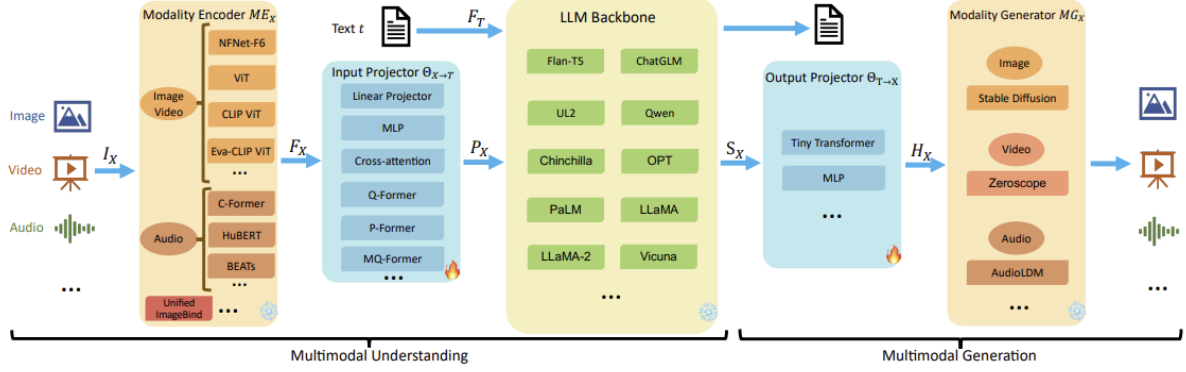 Modality Encoder ME_X
NFNet-F6
ViT
CLIP ViT
Eva-CLIP ViT
...
Image
Video
C-Former
HuBERT
BEATs
...
Audio
Unified
ImageBind
...
Image
Video
Audio
...
I_X
F_X
Text t
F_T
Input Projector Θ_{X→T}
Linear Projector
MLP
Cross-attention
Q-Former
P-Former
MQ-Former
...
P_X
LLM Backbone
Flan-T5
ChatGLM
UL2
Qwen
Chinchilla
OPT
PaLM
LLaMA
LLaMA-2
Vicuna
...
S_X
Output Projector Θ_{T→X}
Tiny Transformer
MLP
...
H_X
Modality Generator MG_X
Image
Stable Diffusion
Video
Zeroscope
Audio
AudioLDM
...
...
Multimodal Understanding
Multimodal Generation